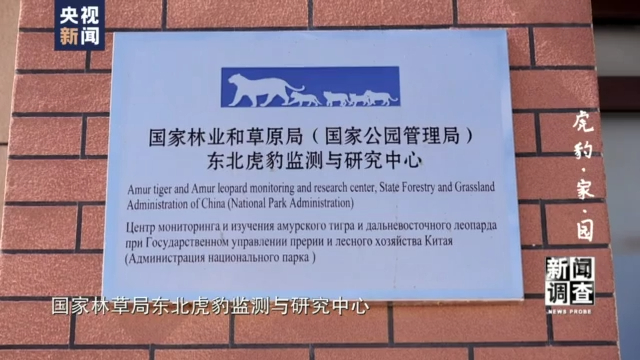 央视
新闻
国家林业和草原局（国家公园管理局）
东北虎豹监测与研究中心
Amur tiger and Amur leopard monitoring and research center, State Forestry and Grassland
Administration of China (National Park Administration)
Центр мониторинга и изучения амурского тигра и дальневосточного леопарда
при Государственном управлении прерии и лесного хозяйства Китая
(Администрация национального парка )
虎豹·家·园
新闻
调查
NEWS PROBE
国家林草局东北虎豹监测与研究中心